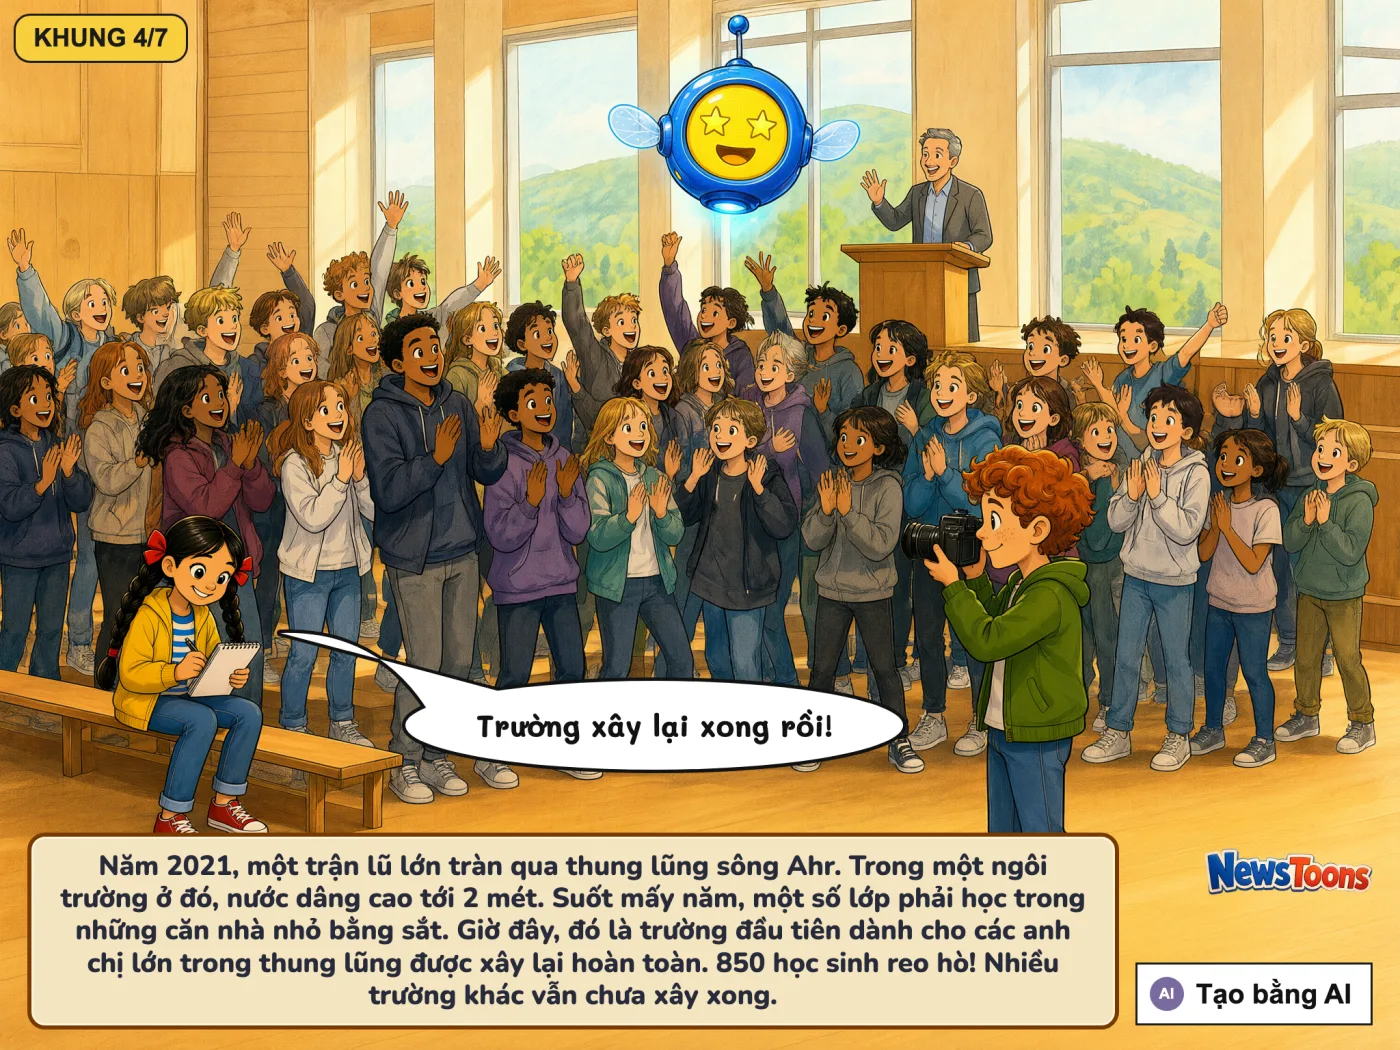 KHUNG 4/7
Trường xây lại xong rồi!
Năm 2021, một trận lũ lớn tràn qua thung lũng sông Ahr. Trong một ngôi
trường ở đó, nước dâng cao tới 2 mét. Suốt mấy năm, một số lớp phải học trong
những căn nhà nhỏ bằng sắt. Giờ đây, đó là trường đầu tiên dành cho các anh
chị lớn trong thung lũng được xây lại hoàn toàn. 850 học sinh reo hò! Nhiều
trường khác vẫn chưa xây xong.
NEWSTOONS
AI Tạo bằng AI